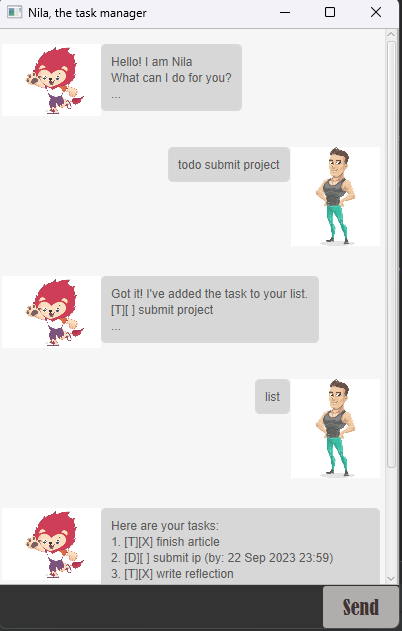 Nila, the task manager
Hello! I am Nila
What can I do for you?
...
todo submit project
Got it! I've added the task to your list.
[T][ ] submit project
...
list
Here are your tasks:
1. [T][X] finish article
2. [D][ ] submit ip (by: 22 Sep 2023 23:59)
3. [T][X] write reflection
Send